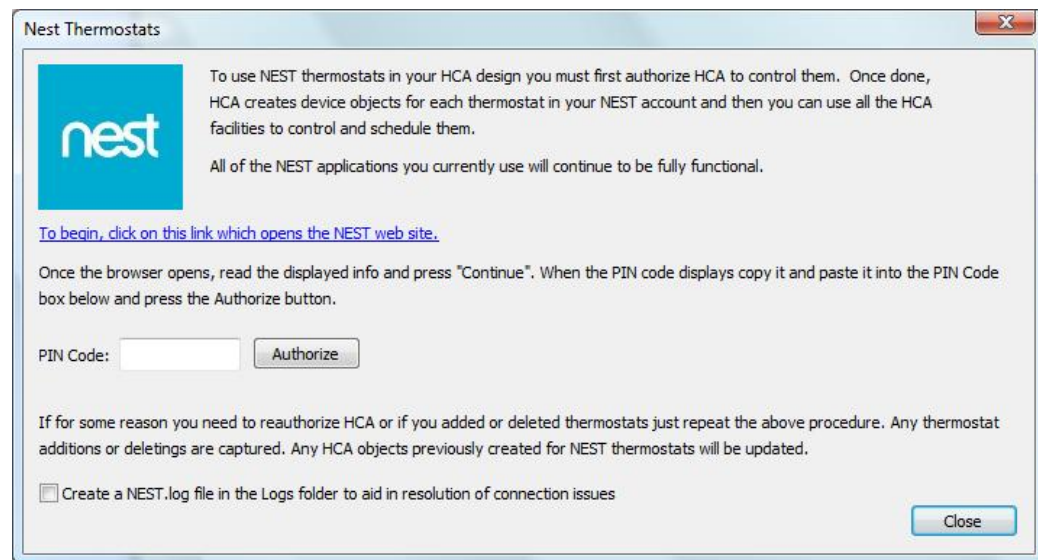 Nest Thermostats
nest
To use NEST thermostats in your HCA design you must first authorize HCA to control them. Once done,
HCA creates device objects for each thermostat in your NEST account and then you can use all the HCA
facilities to control and schedule them.
All of the NEST applications you currently use will continue to be fully functional.
To begin, click on this link which opens the NEST web site.
Once the browser opens, read the displayed info and press "Continue". When the PIN code displays copy it and paste it into the PIN Code
box below and press the Authorize button.
PIN Code: Authorize
If for some reason you need to reauthorize HCA or if you added or deleted thermostats just repeat the above procedure. Any thermostat
additions or deletings are captured. Any HCA objects previously created for NEST thermostats will be updated.
Create a NEST.log file in the Logs folder to aid in resolution of connection issues
Close